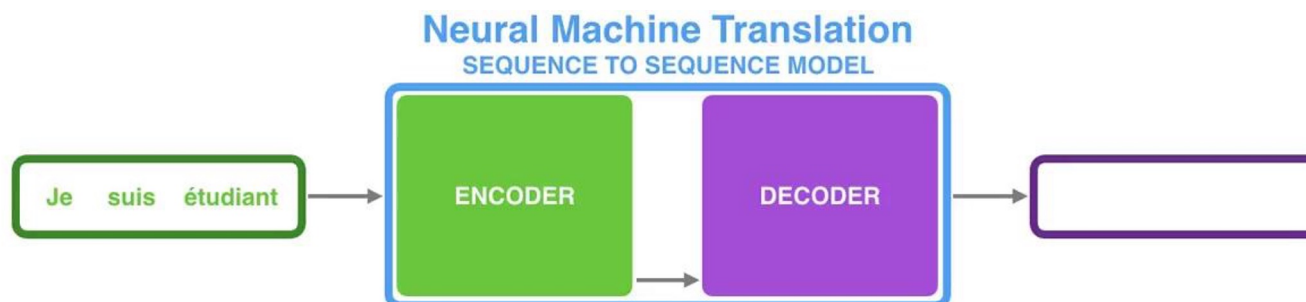 Neural Machine Translation
SEQUENCE TO SEQUENCE MODEL
Je suis étudiant
ENCODER
DECODER